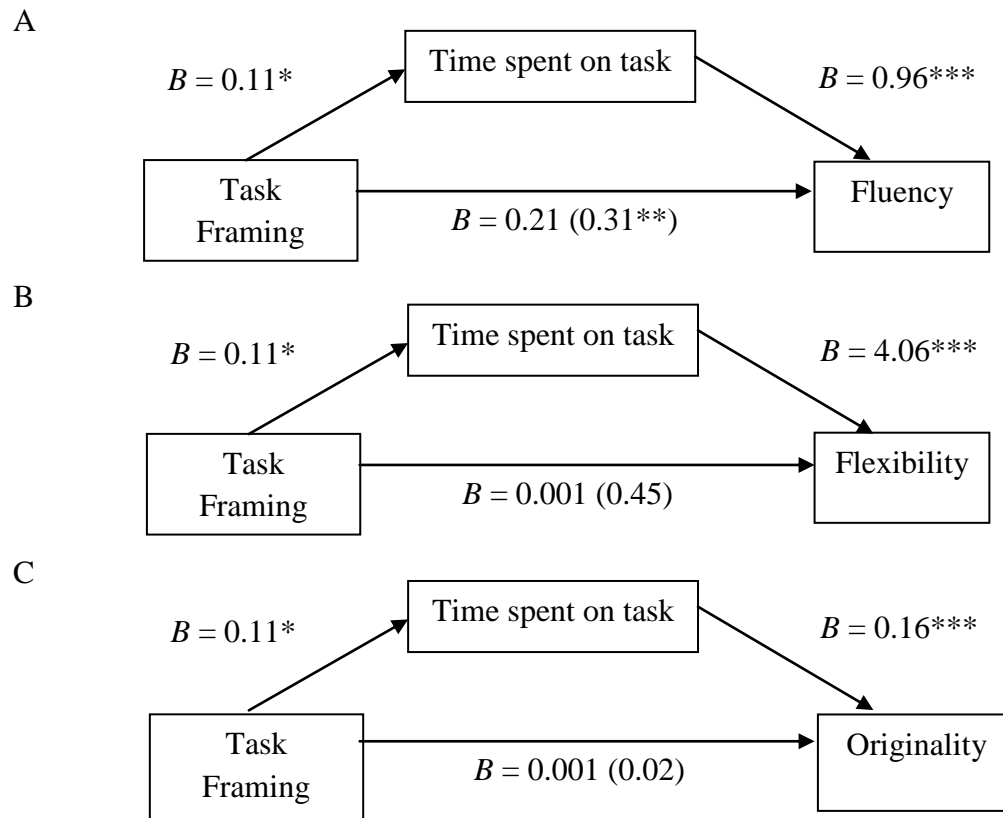 A
Time spent on task
B = 0.11*
B = 0.96***
Task
Framing
Fluency
B = 0.21 (0.31**)
B
Time spent on task
B = 0.11*
B = 4.06***
Task
Framing
Flexibility
B = 0.001 (0.45)
C
Time spent on task
B = 0.11*
B = 0.16***
Task
Framing
Originality
B = 0.001 (0.02)